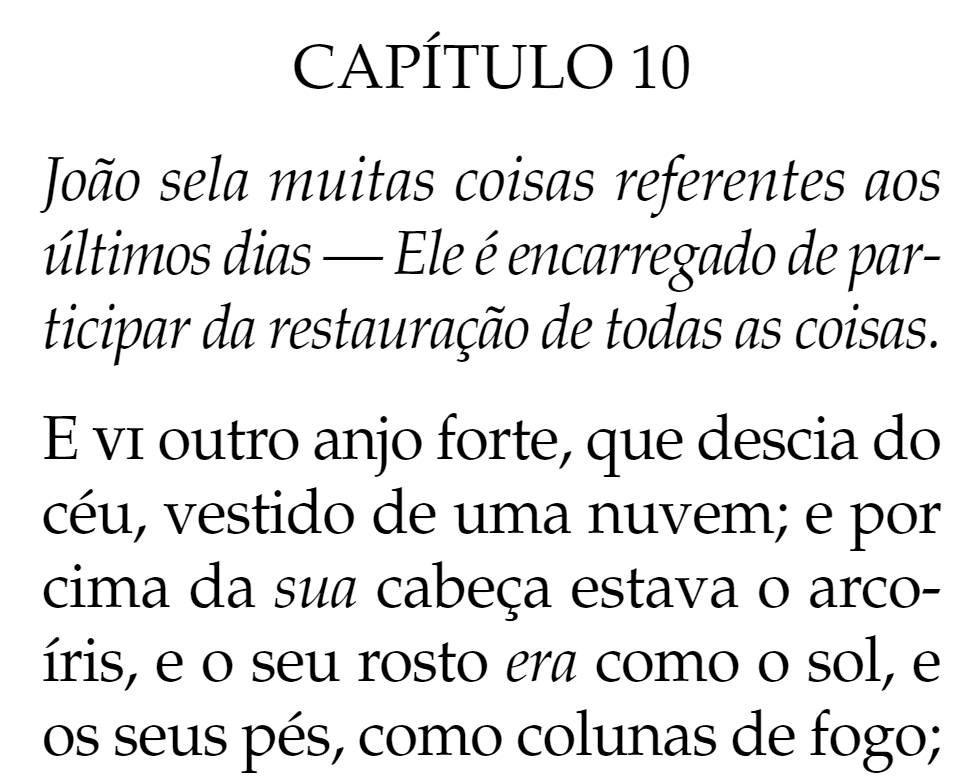 CAPÍTULO 10
João sela muitas coisas referentes aos
últimos dias — Ele é encarregado de par-
ticipar da restauração de todas as coisas.
E VI outro anjo forte, que descia do
céu, vestido de uma nuvem; e por
cima da sua cabeça estava o arco-
íris, e o seu rosto era como o sol, e
os seus pés, como colunas de fogo;